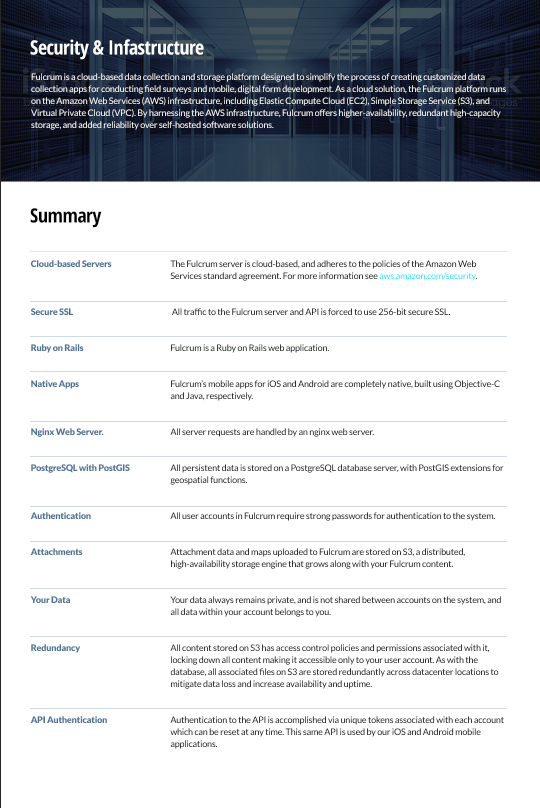 Security & Infastructure
Fulcrum is a cloud-based data collection and storage platform designed to simplify the process of creating customized data
collection apps for conducting field surveys and mobile, digital form development. As a cloud solution, the Fulcrum platform runs
on the Amazon Web Services (AWS) infrastructure, including Elastic Compute Cloud (EC2), Simple Storage Service (S3), and
Virtual Private Cloud (VPC). By harnessing the AWS infrastructure, Fulcrum offers higher-availability, redundant high-capacity
storage, and added reliability over self-hosted software solutions.
Summary
Cloud-based Servers
The Fulcrum server is cloud-based, and adheres to the policies of the Amazon Web
Services standard agreement. For more information see aws.amazon.com/security.
Secure SSL
All traffic to the Fulcrum server and API is forced to use 256-bit secure SSL.
Ruby on Rails
Fulcrum is a Ruby on Rails web application.
Native Apps
Fulcrum's mobile apps for iOS and Android are completely native, built using Objective-C
and Java, respectively.
Nginx Web Server.
All server requests are handled by an nginx web server.
PostgreSQL with PostGIS
All persistent data is stored on a PostgreSQL database server, with PostGIS extensions for
geospatial functions.
Authentication
All user accounts in Fulcrum require strong passwords for authentication to the system.
Attachments
Attachment data and maps uploaded to Fulcrum are stored on S3, a distributed,
high-availability storage engine that grows along with your Fulcrum content.
Your Data
Your data always remains private, and is not shared between accounts on the system, and
all data within your account belongs to you.
Redundancy
All content stored on S3 has access control policies and permissions associated with it,
locking down all content making it accessible only to your user account. As with the
database, all associated files on S3 are stored redundantly across datacenter locations to
mitigate data loss and increase availability and uptime.
API Authentication
Authentication to the API is accomplished via unique tokens associated with each account
which can be reset at any time. This same API is used by our iOS and Android mobile
applications.